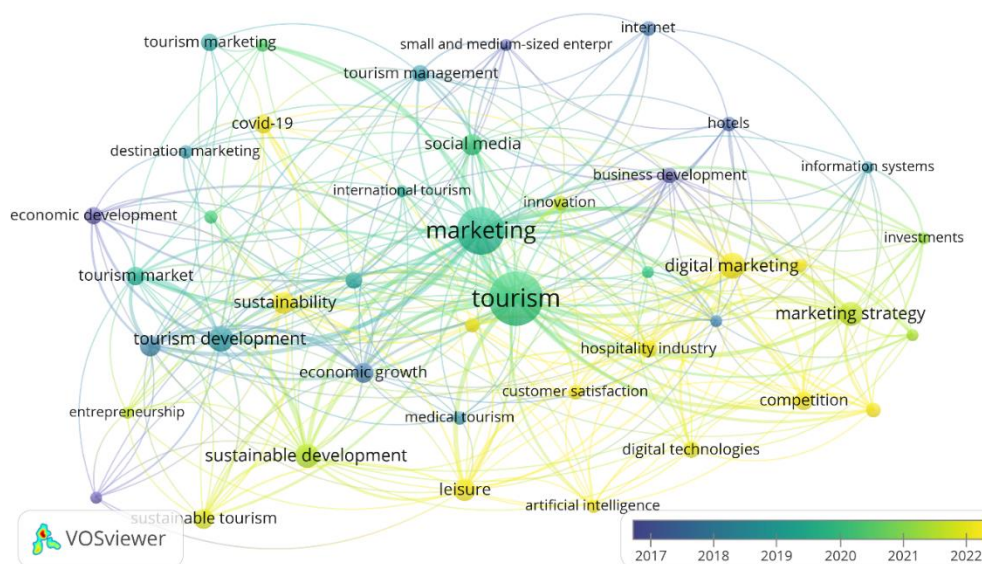 internet
tourism marketing
small and medium-sized enterpr
tourism management
covid-19
hotels
social media
destination marketing
information systems
business development
international tourism
innovation
economic development
marketing
investments
digital marketing
tourism market
sustainability
tourism
marketing strategy
tourism development
hospitality industry
economic growth
customer satisfaction
competition
entrepreneurship
medical tourism
digital technologies
sustainable development
leisure
artificial intelligence
sustainable tourism
VOSviewer
2017 2018 2019 2020 2021 2022